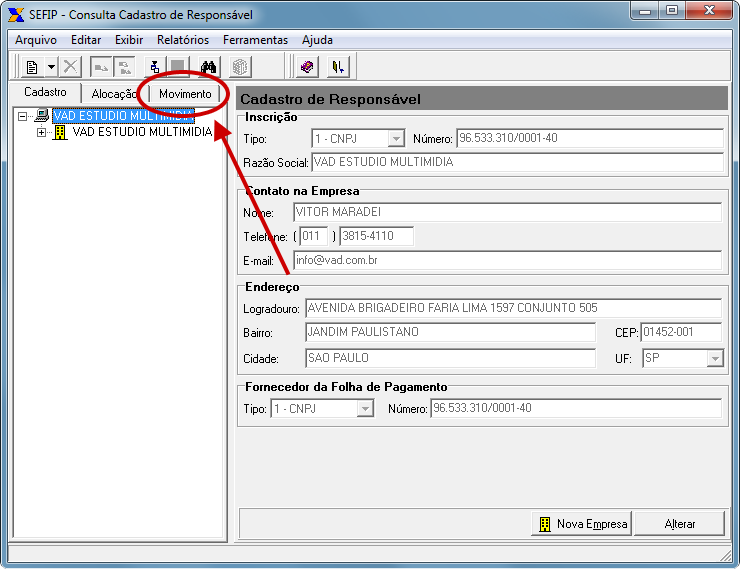 SEFIP - Consulta Cadastro de Responsável
Arquivo Editar Exibir Relatórios Ferramentas Ajuda
Cadastro Alocação Movimento
VAD ESTUDIO MULTIMIDIA
VAD ESTUDIO MULTIMIDIA
Cadastro de Responsável
Inscrição
Tipo: 1 - CNPJ Número: 96.533.310/0001-40
Razão Social: VAD ESTUDIO MULTIMIDIA
Contato na Empresa
Nome: VITOR MARADEI
Telefone: ( 011 ) 3815-4110
E-mail: info@vad.com.br
Endereço
Logradouro: AVENIDA BRIGADEIRO FARIA LIMA 1597 CONJUNTO 505
Bairro: JANDIM PAULISTANO CEP: 01452-001
Cidade: SAO PAULO UF: SP
Fornecedor da Folha de Pagamento
Tipo: 1 - CNPJ Número: 96.533.310/0001-40
Nova Empresa Alterar